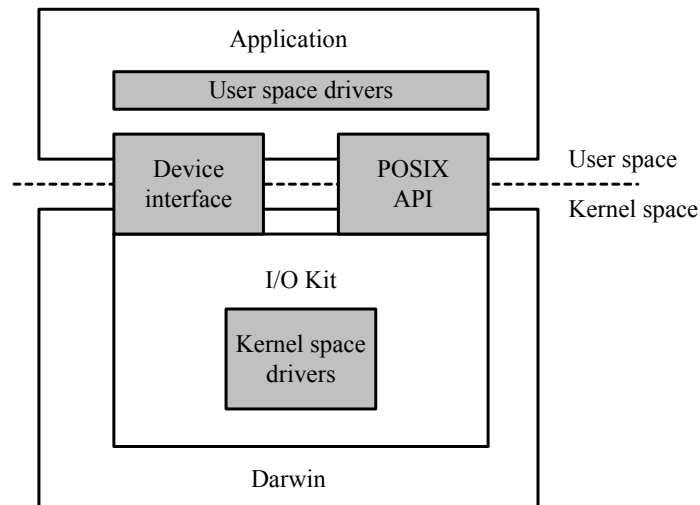 Application
User space drivers
Device
interface
POSIX
API
User space
Kernel space
I/O Kit
Kernel space
drivers
Darwin